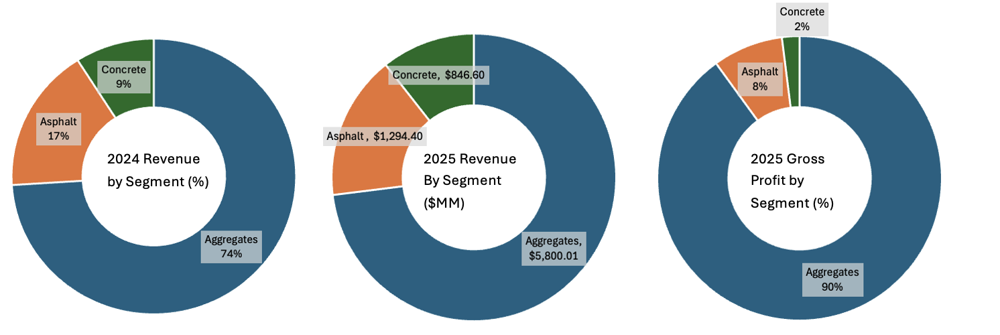 Concrete
9%
Asphalt
17%
2024 Revenue
by Segment (%)
Aggregates
74%
Concrete, $846.60
Asphalt , $1,294.40
2025 Revenue
By Segment
($MM)
Aggregates,
$5,800.01
Concrete
2%
Asphalt
8%
2025 Gross
Profit by
Segment (%)
Aggregates
90%